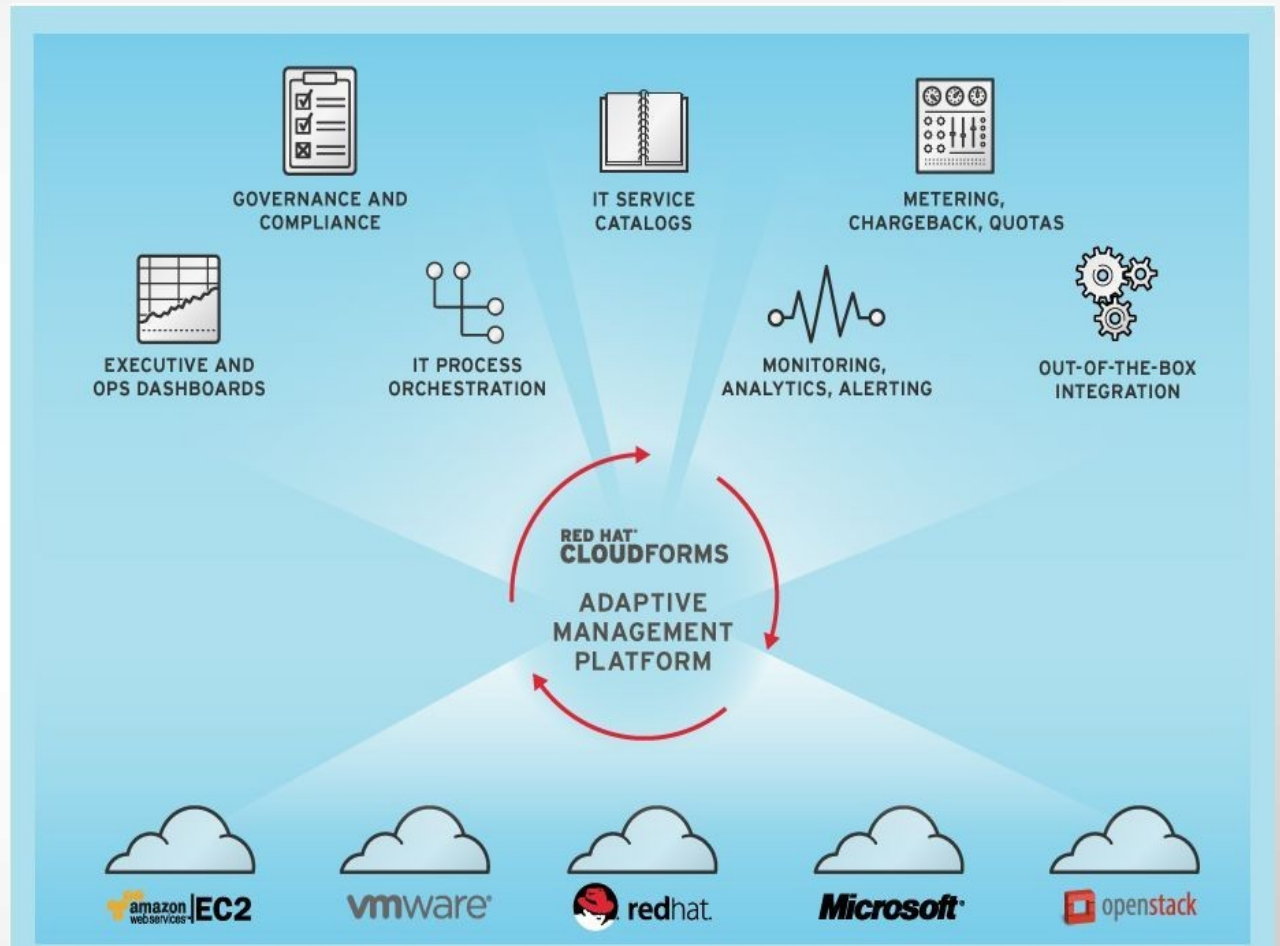 GOVERNANCE AND
COMPLIANCE
IT SERVICE
CATALOGS
METERING,
CHARGEBACK, QUOTAS
EXECUTIVE AND
OPS DASHBOARDS
IT PROCESS
ORCHESTRATION
MONITORING,
ANALYTICS, ALERTING
OUT-OF-THE-BOX
INTEGRATION
RED HAT®
CLOUDFORMS
ADAPTIVE
MANAGEMENT
PLATFORM
amazon
webservices™
EC2
vmware®
redhat.
Microsoft®
openstack